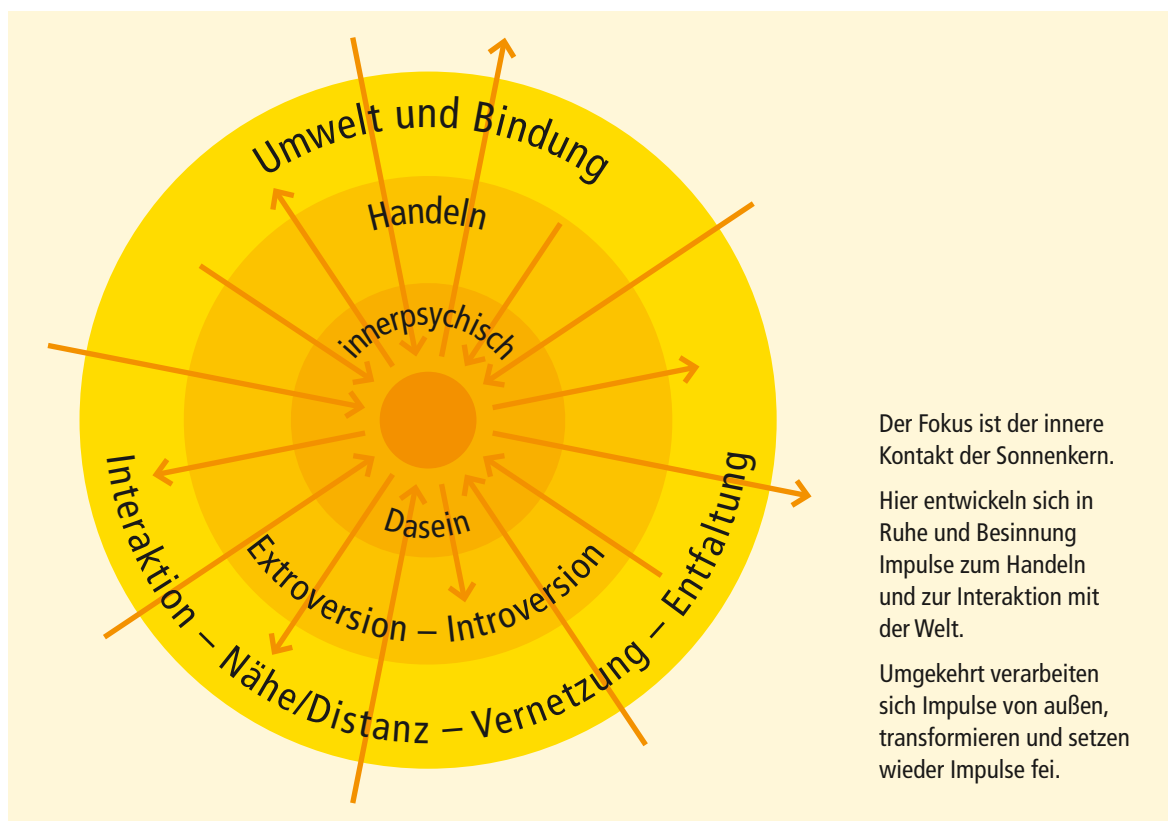 Umwelt und Bindung
Handeln
innerpsychisch
Dasein
Extroversion – Introversion
Interaktion – Nähe/Distanz – Vernetzung – Entfaltung
Der Fokus ist der innere
Kontakt der Sonnenkern.
Hier entwickeln sich in
Ruhe und Besinnung
Impulse zum Handeln
und zur Interaktion mit
der Welt.
Umgekehrt verarbeiten
sich Impulse von außen,
transformieren und setzen
wieder Impulse fei.